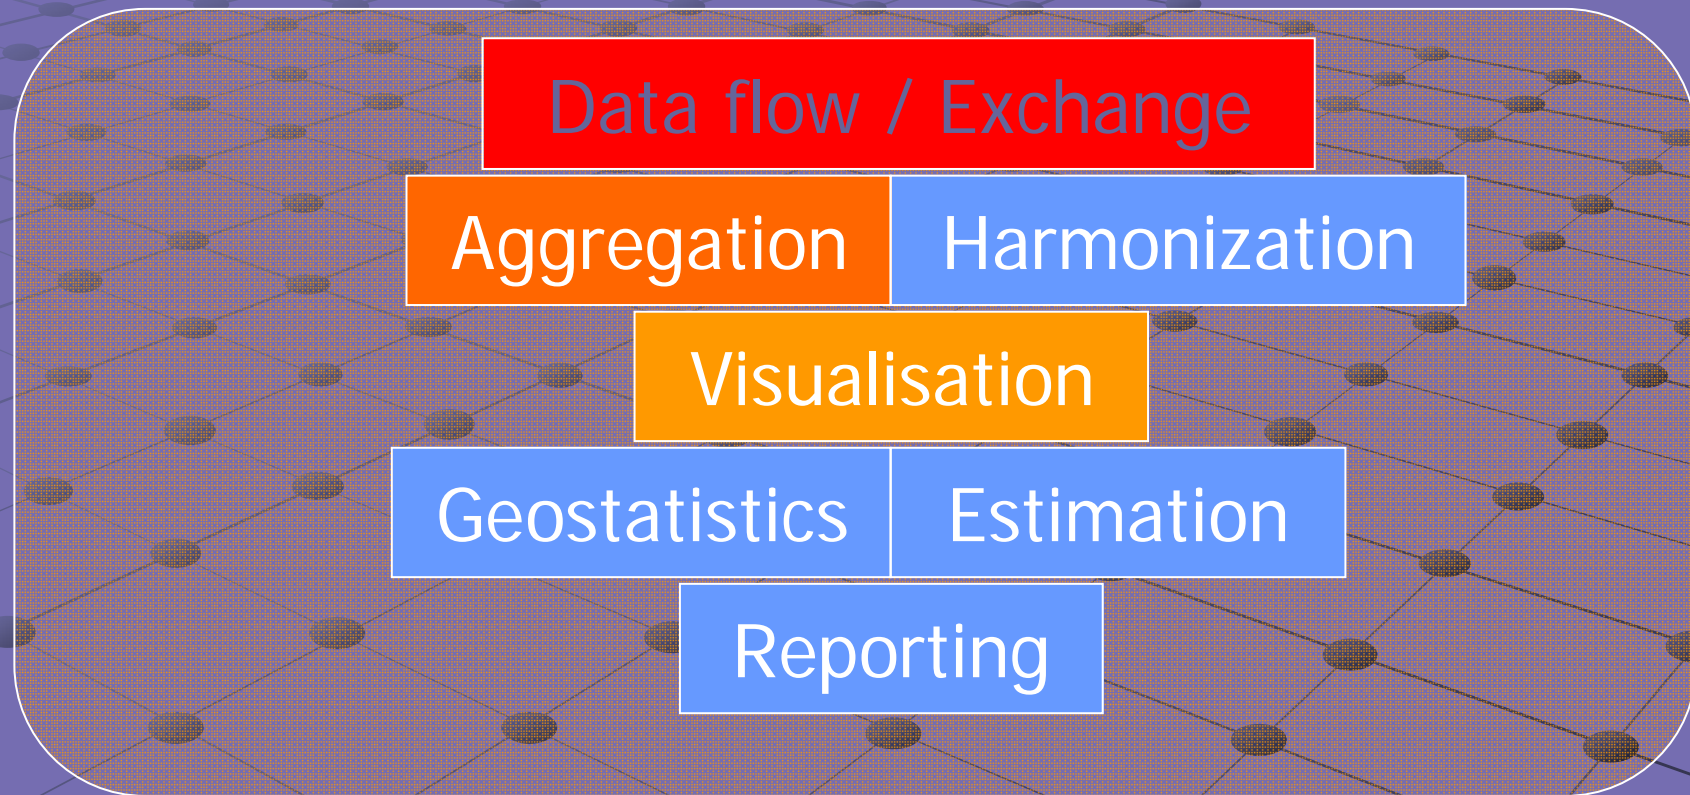 Data flow / Exchange
Aggregation Harmonization
Visualisation
Geostatistics Estimation
Reporting